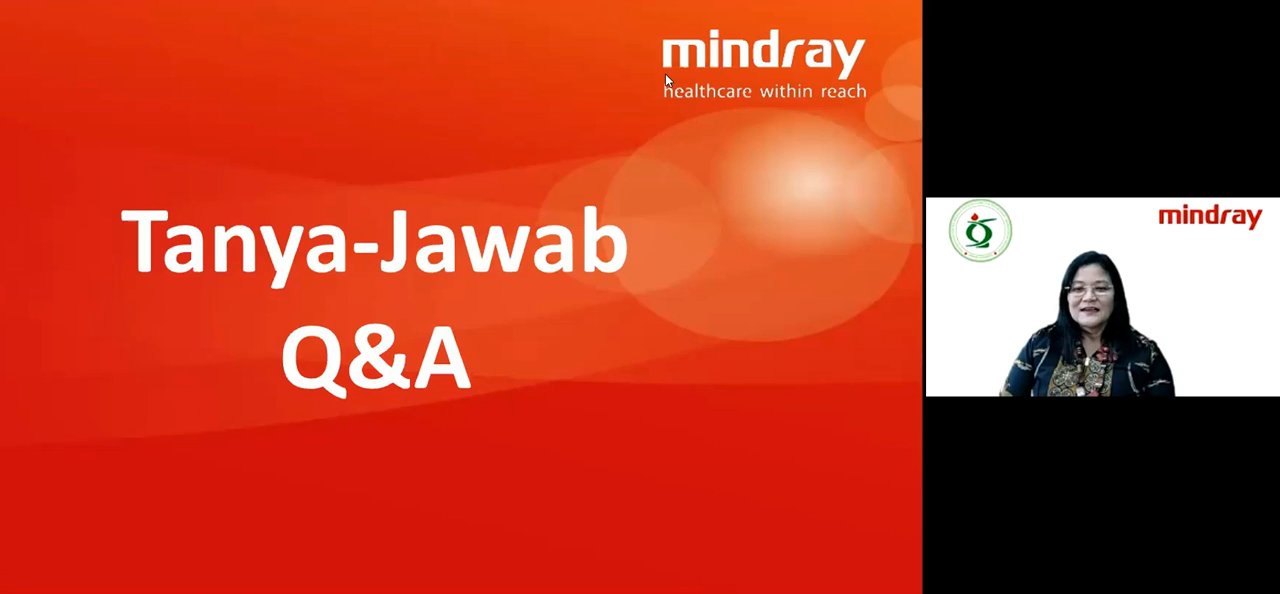 mindray
healthcare within reach
Tanya-Jawab
Q&A
mindray